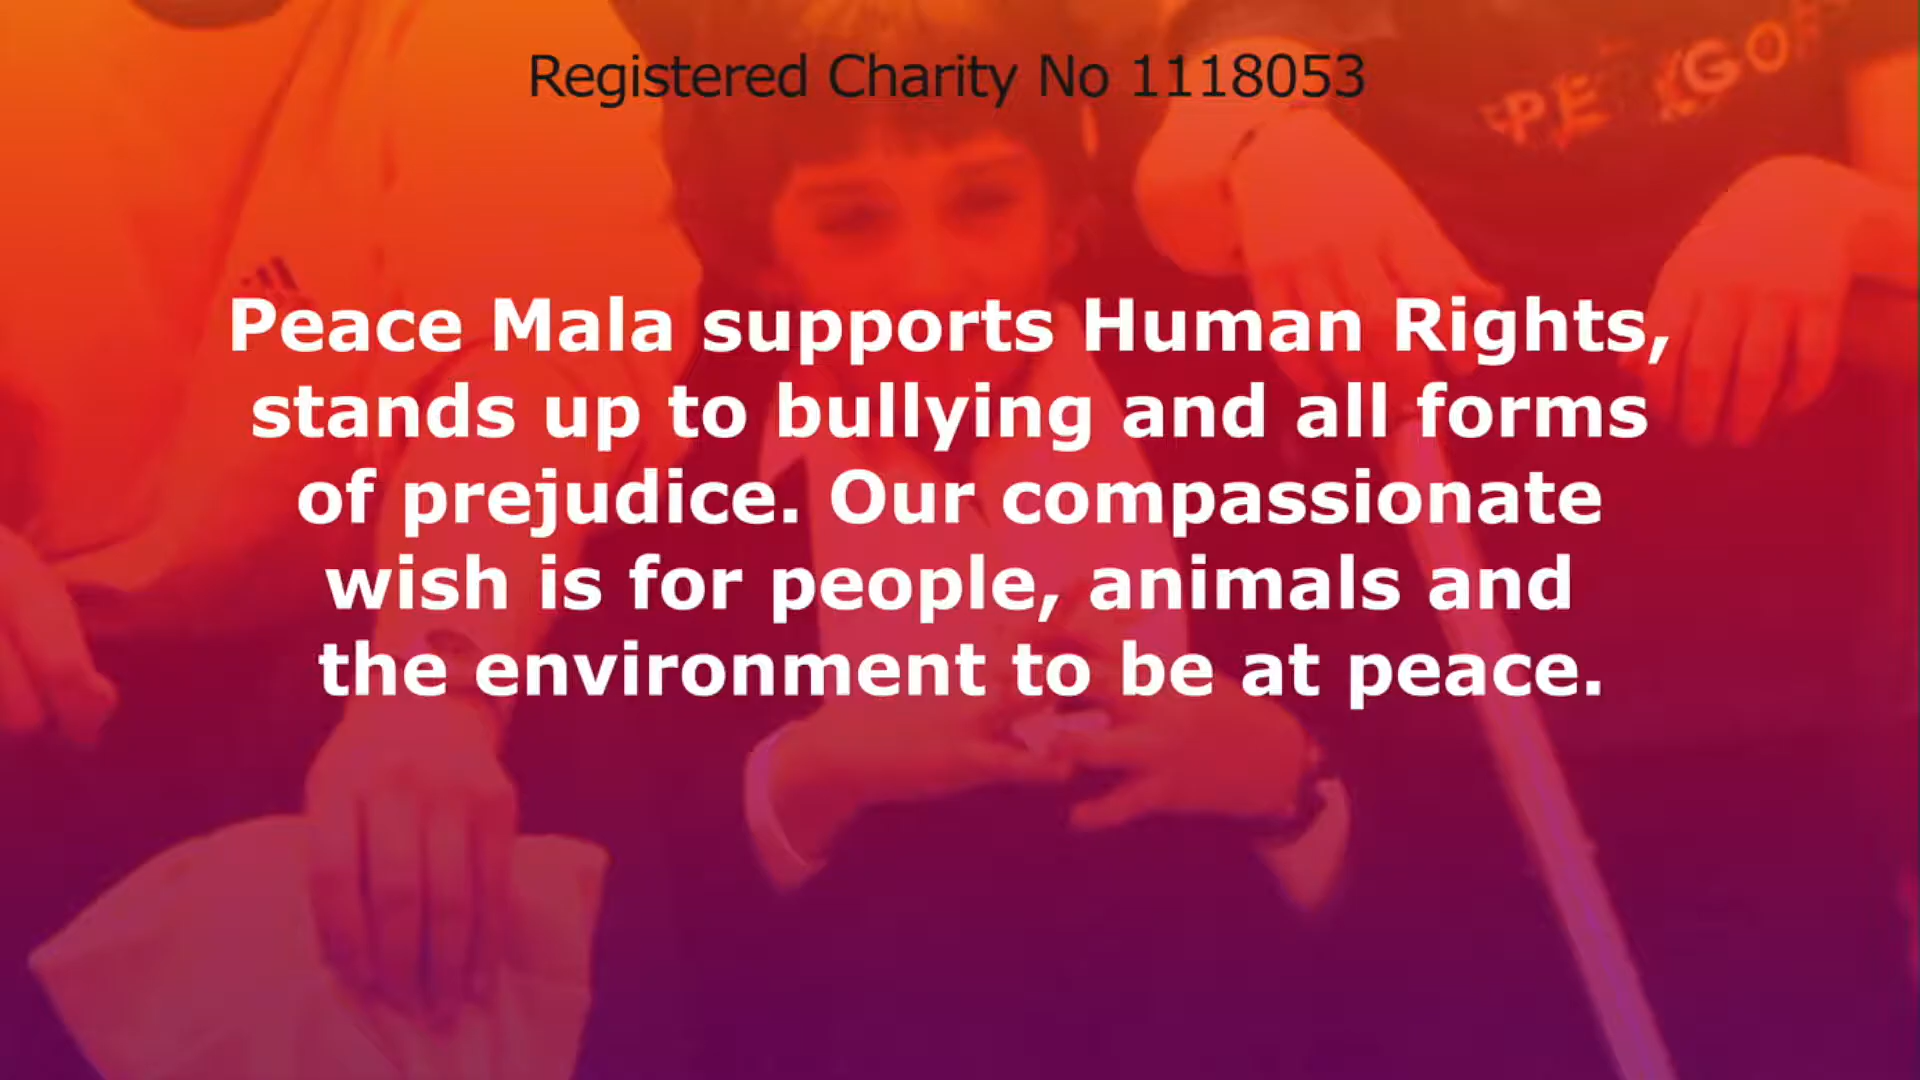 Registered Charity No 1118053
Peace Mala supports Human Rights,
stands up to bullying and all forms
of prejudice. Our compassionate
wish is for people, animals and
the environment to be at peace.